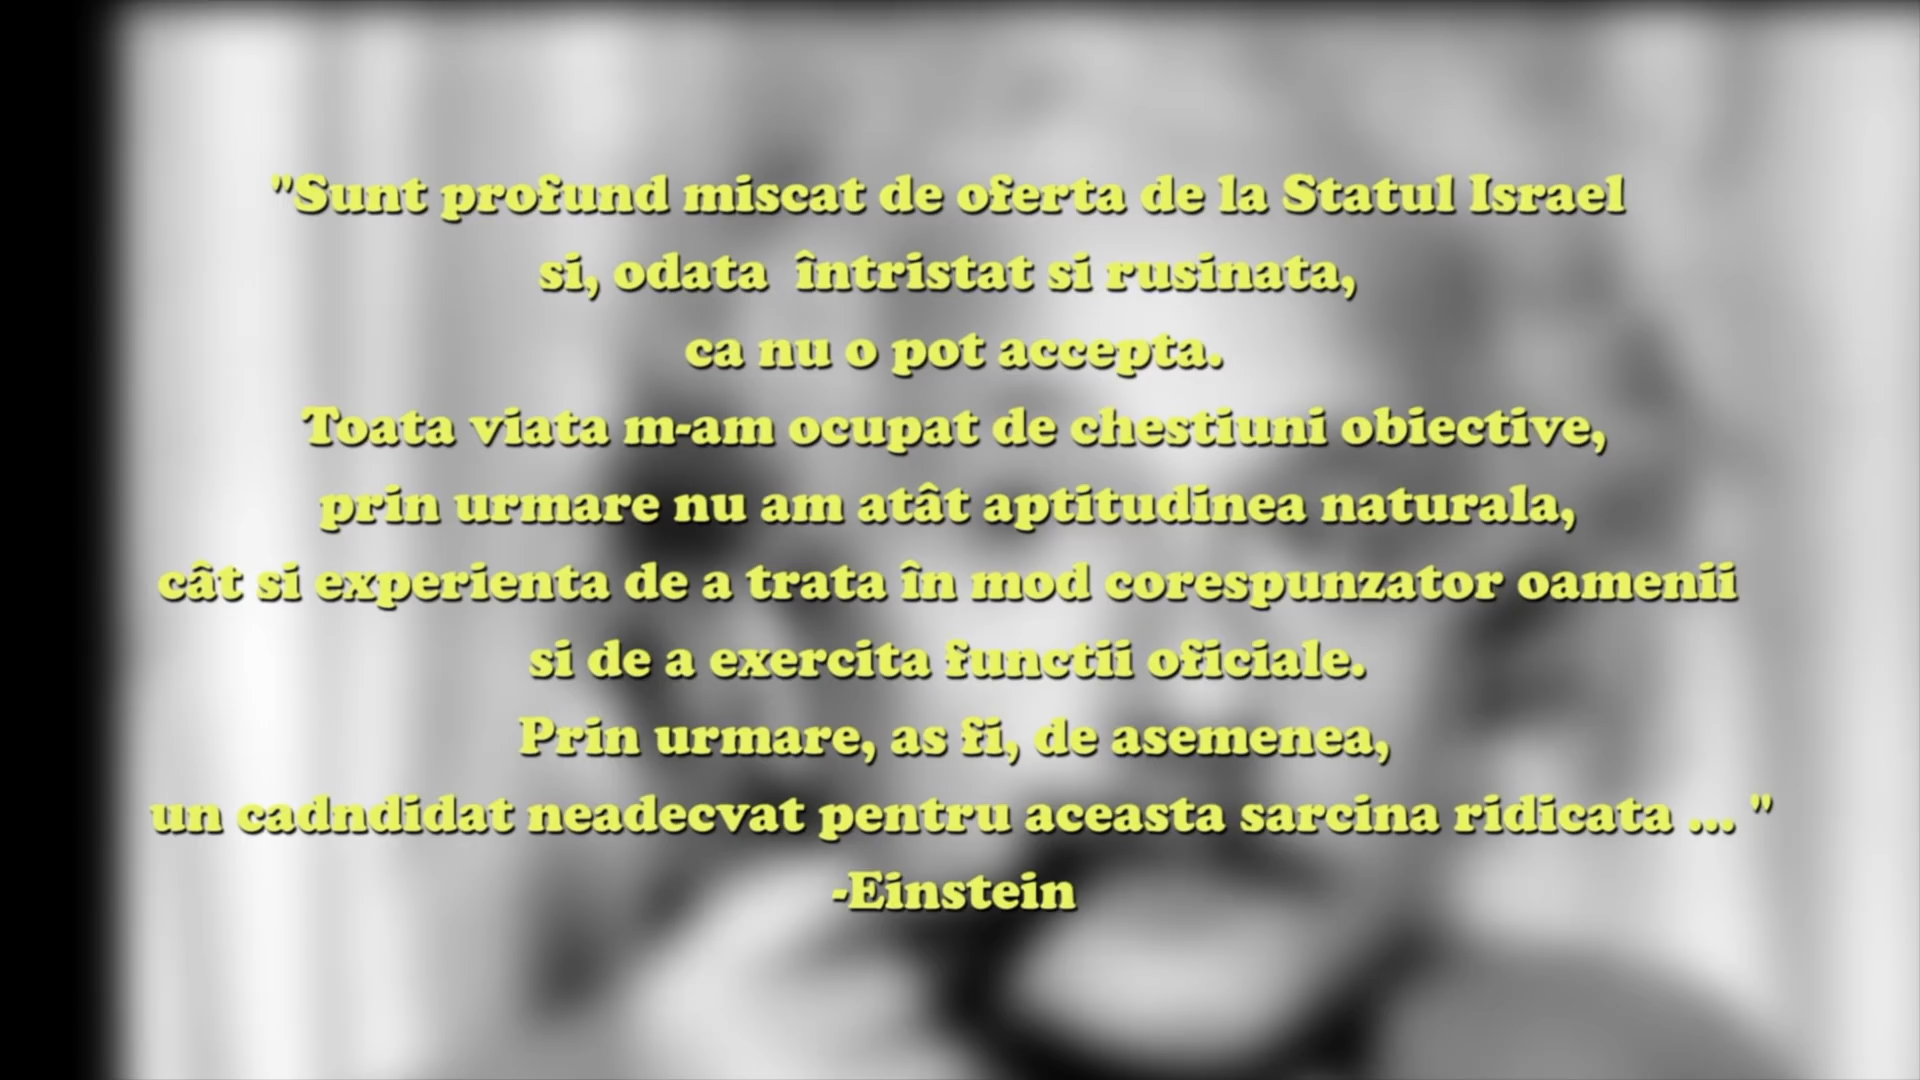 "Sunt profund miscat de oferta de la Statul Israel
si, odata  întristat si rusinata,
ca nu o pot accepta.
Toata viata m-am ocupat de chestiuni obiective,
prin urmare nu am atât aptitudinea naturala,
cât si experienta de a trata în mod corespunzator oamenii
si de a exercita functii oficiale.
Prin urmare, as fi, de asemenea,
un cadndidat neadecvat pentru aceasta sarcina ridicata ... "
-Einstein